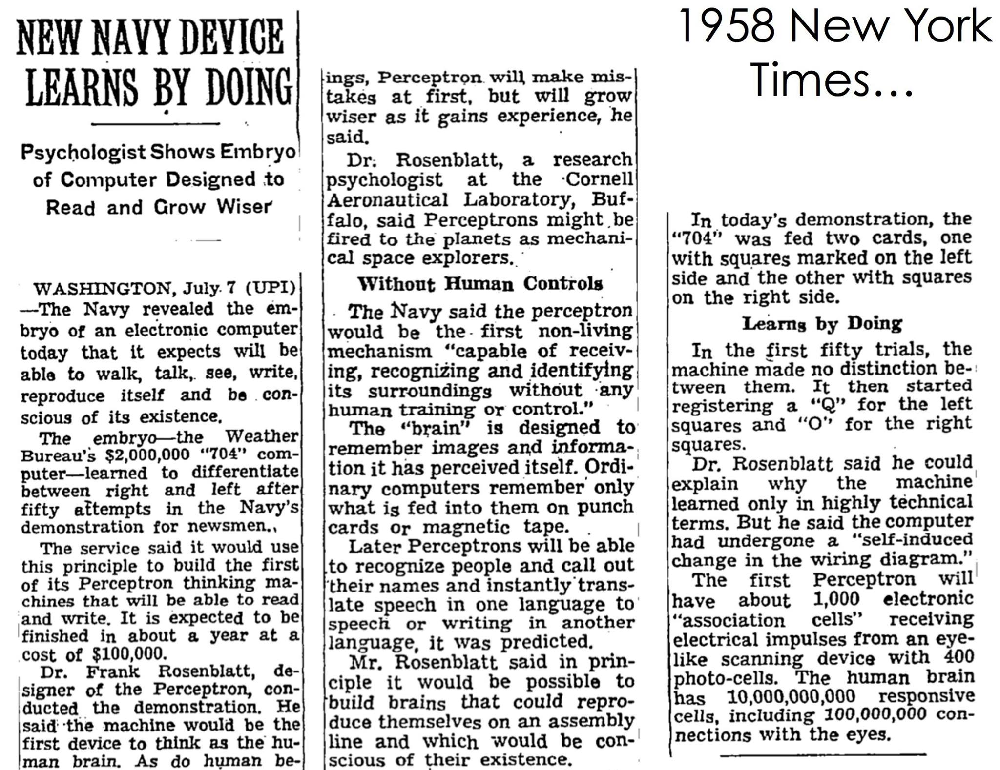 NEW NAVY DEVICE
LEARNS BY DOING
Psychologist Shows Embryo
of Computer Designed to
Read and Grow Wiser
WASHINGTON, July 7 (UPI)
—The Navy revealed the em-
bryo of an electronic computer
today that it expects will be
able to walk, talk, see, write,
reproduce itself and be con-
scious of its existence.
The embryo—the Weather
Bureau's $2,000,000 "704" com-
puter—learned to differentiate
between right and left after
fifty attempts in the Navy's
demonstration for newsmen.
The service said it would use
this principle to build the first
of its Perceptron thinking ma-
chines that will be able to read
and write. It is expected to be
finished in about a year at a
cost of $100,000.
Dr. Frank Rosenblatt, de-
signer of the Perceptron, con-
ducted the demonstration. He
said the machine would be the
first device to think as the hu-
man brain. As do human be-
ings, Perceptron will make mis-
takes at first, but will grow
wiser as it gains experience, he
said.
Dr. Rosenblatt, a research
psychologist at the Cornell
Aeronautical Laboratory, Buf-
falo, said Perceptrons might be
fired to the planets as mechani-
cal space explorers.
Without Human Controls
The Navy said the perceptron
would be the first non-living
mechanism "capable of receiv-
ing, recognizing and identifying
its surroundings without any
human training or control."
The "brain" is designed to
remember images and informa-
tion it has perceived itself. Ordi-
nary computers remember only
what is fed into them on punch
cards or magnetic tape.
Later Perceptrons will be able
to recognize people and call out
their names and instantly trans-
late speech in one language to
speech or writing in another
language, it was predicted.
Mr. Rosenblatt said in prin-
ciple it would be possible to
build brains that could repro-
duce themselves on an assembly
line and which would be con-
scious of their existence.
1958 New York
Times...
In today's demonstration, the
"704" was fed two cards, one
with squares marked on the left
side and the other with squares
on the right side.
Learns by Doing
In the first fifty trials, the
machine made no distinction be-
tween them. It then started
registering a "Q" for the left
squares and "O" for the right
squares.
Dr. Rosenblatt said he could
explain why the machine
learned only in highly technical
terms. But he said the computer
had undergone a "self-induced
change in the wiring diagram."
The first Perceptron will
have about 1,000 electronic
"association cells" receiving
electrical impulses from an eye-
like scanning device with 400
photo-cells. The human brain
has 10,000,000,000 responsive
cells, including 100,000,000 con-
nections with the eyes.